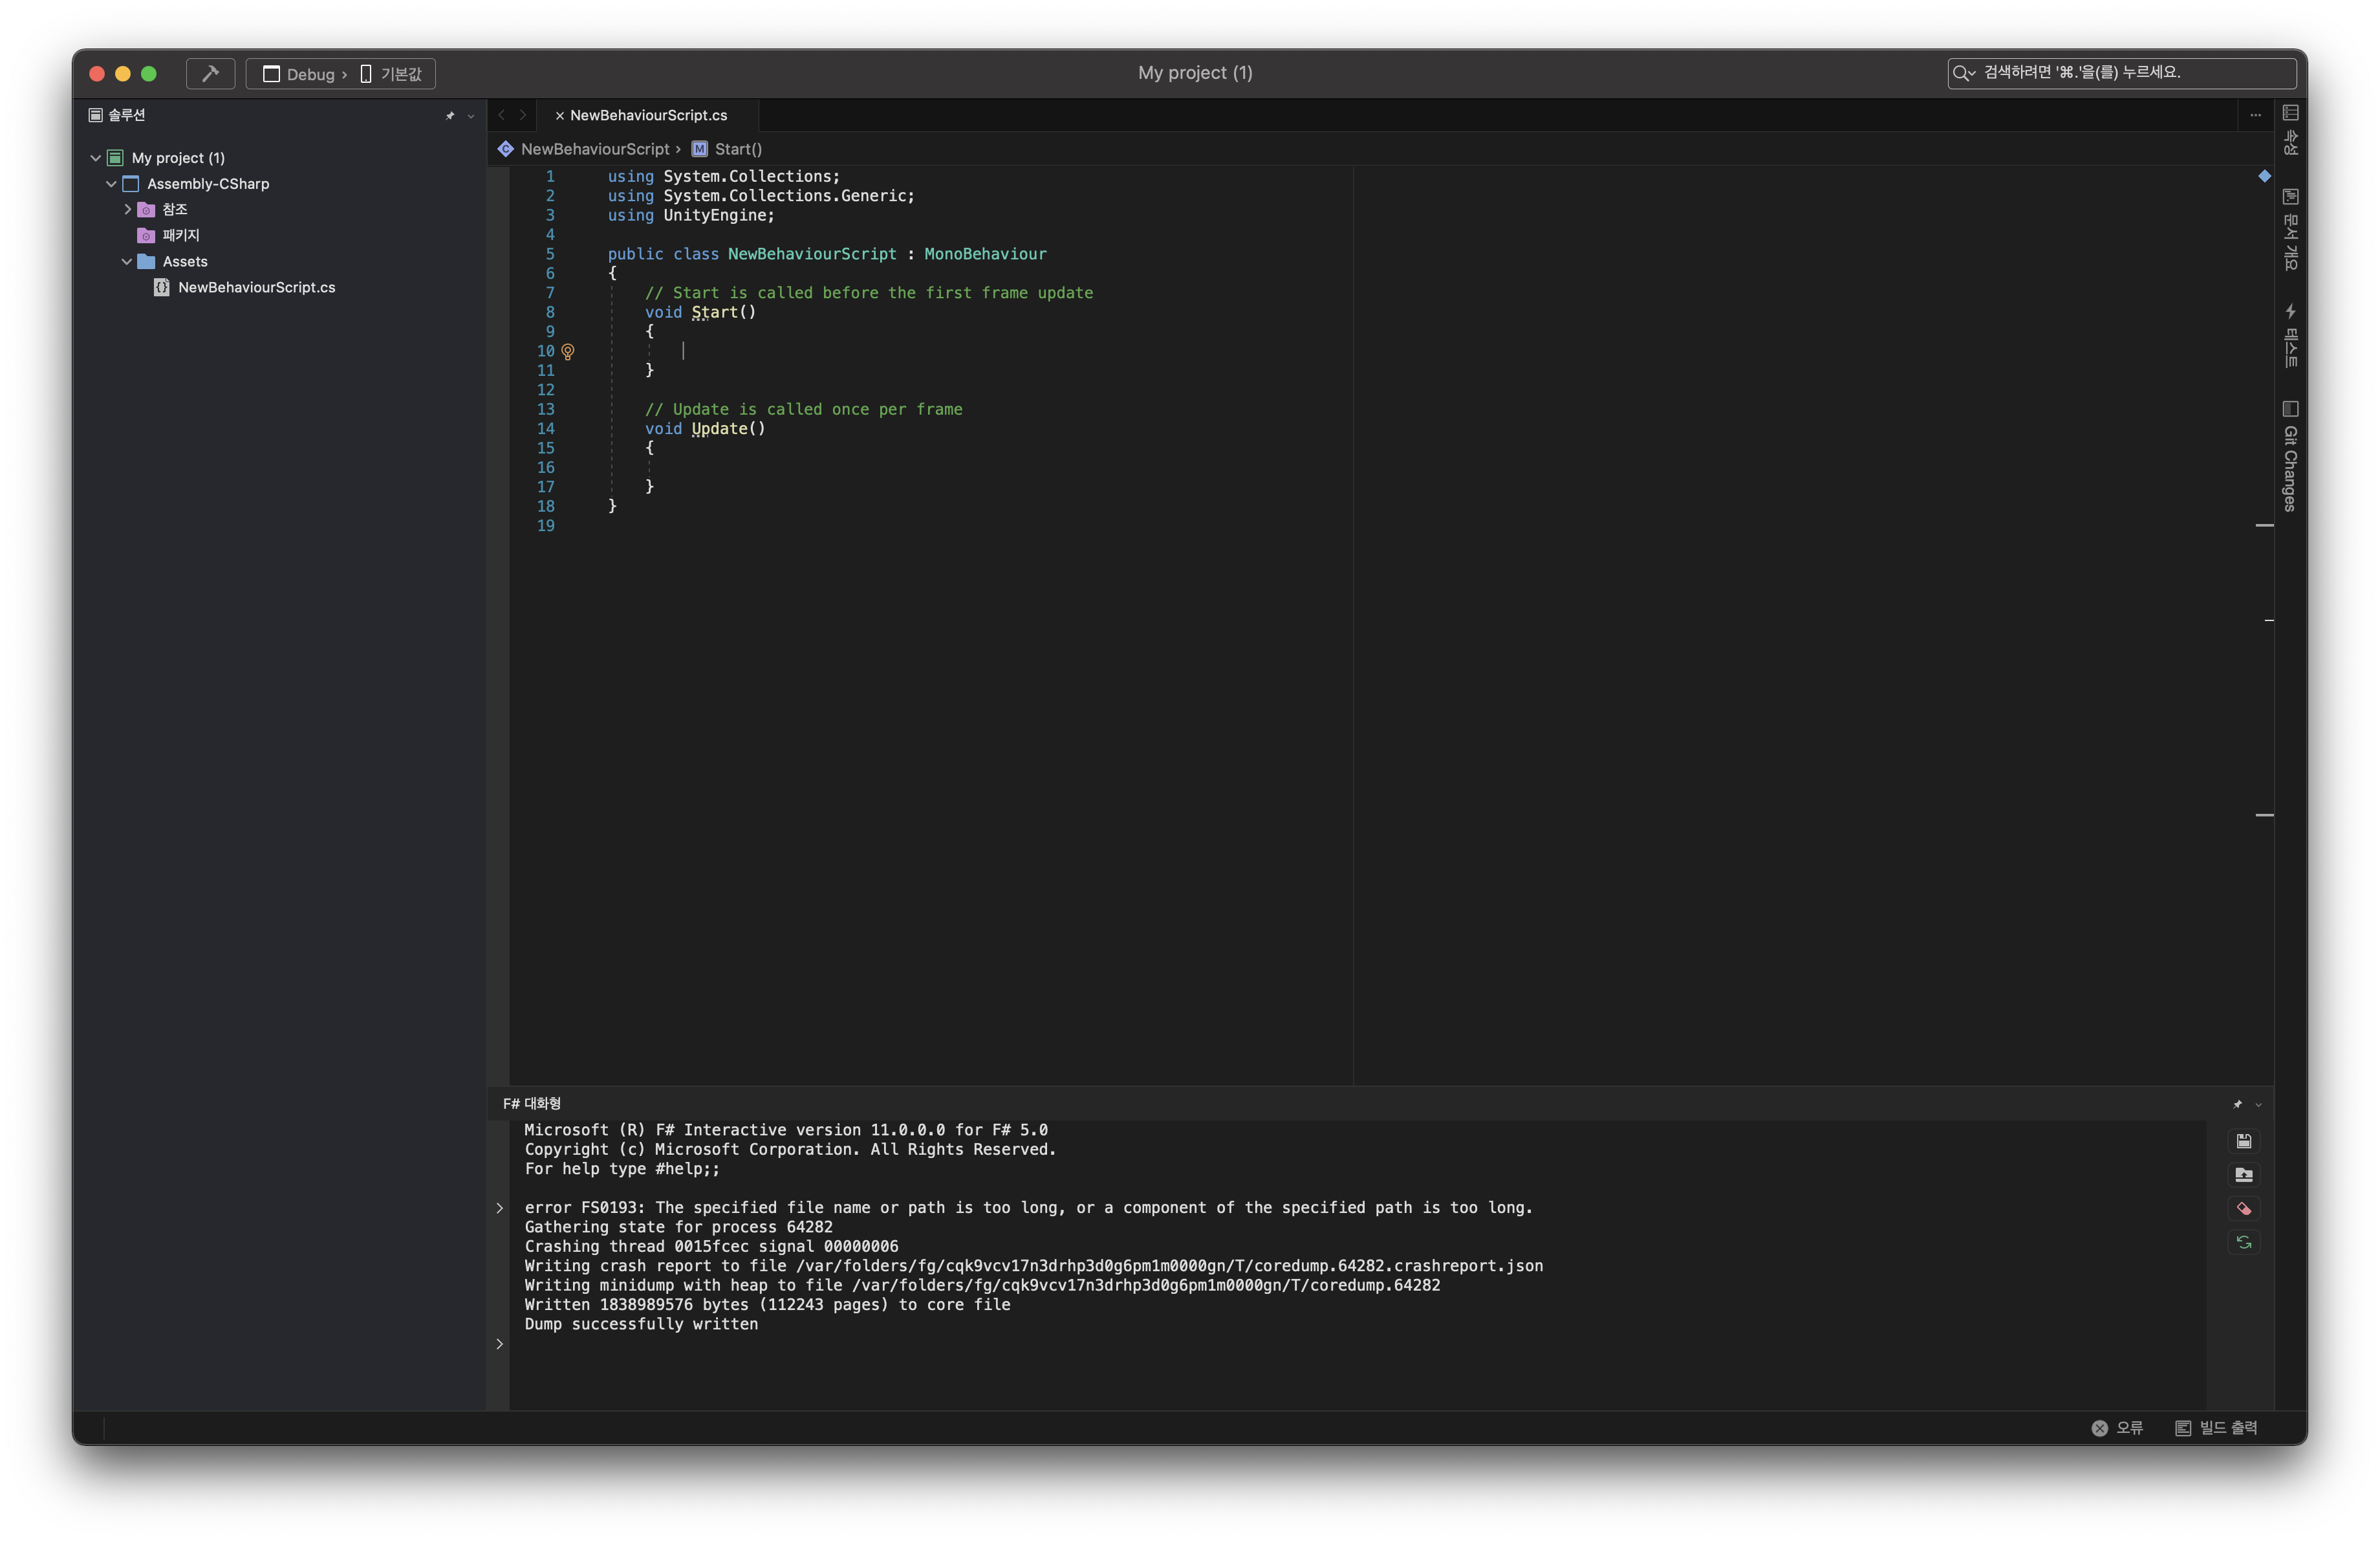 Debug › 기본값
My project (1)
검색하려면 '⌘.'을(를) 누르세요.
솔루션
My project (1)
Assembly-CSharp
참조
패키지
Assets
NewBehaviourScript.cs
NewBehaviourScript.cs
NewBehaviourScript › M Start()
1 using System.Collections;
2 using System.Collections.Generic;
3 using UnityEngine;
4
5 public class NewBehaviourScript : MonoBehaviour
6 {
7 // Start is called before the first frame update
8 void Start()
9 {
10
11 }
12
13 // Update is called once per frame
14 void Update()
15 {
16
17 }
18 }
19
속성
문서 개요
테스트
Git Changes
F# 대화형
Microsoft (R) F# Interactive version 11.0.0.0 for F# 5.0
Copyright (c) Microsoft Corporation. All Rights Reserved.
For help type #help;;
> error FS0193: The specified file name or path is too long, or a component of the specified path is too long.
Gathering state for process 64282
Crashing thread 0015fcec signal 00000006
Writing crash report to file /var/folders/fg/cqk9vcv17n3drhp3d0g6pm1m0000gn/T/coredump.64282.crashreport.json
Writing minidump with heap to file /var/folders/fg/cqk9vcv17n3drhp3d0g6pm1m0000gn/T/coredump.64282
Written 1838989576 bytes (112243 pages) to core file
Dump successfully written
>
오류
빌드 출력